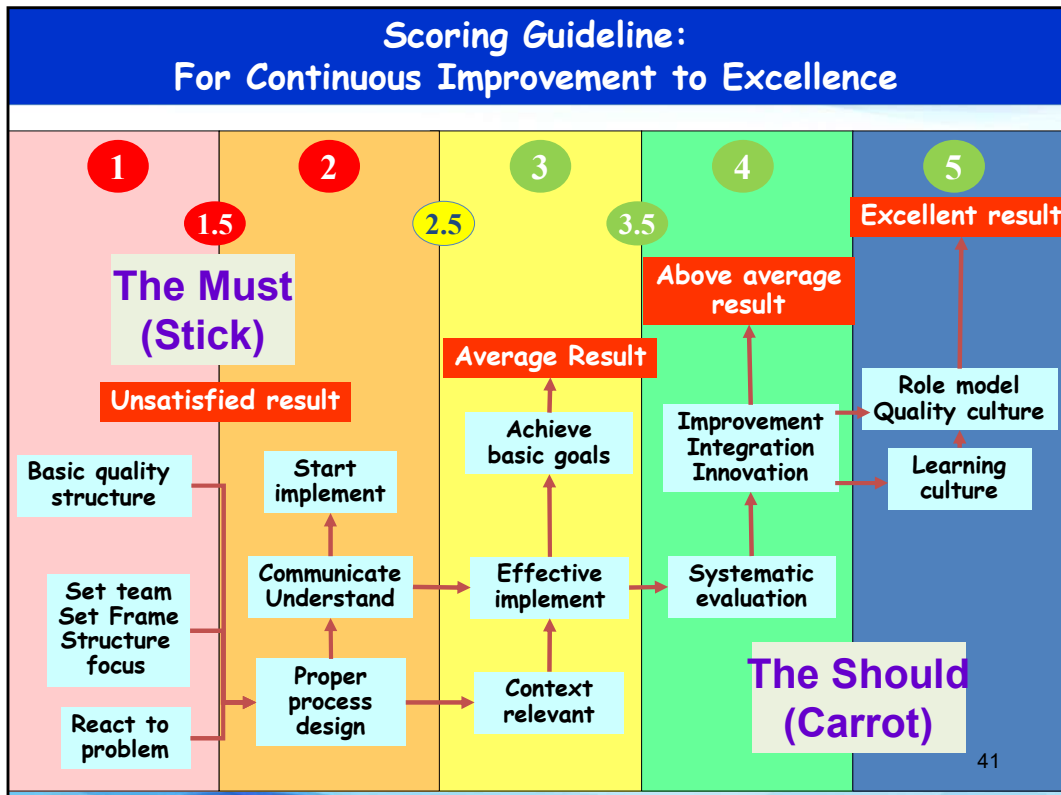 Scoring Guideline:
For Continuous Improvement to Excellence
1
2
3
4
5
1.5
2.5
3.5
Excellent result
The Must
(Stick)
Above average
result
Average Result
Unsatisfied result
Role model
Quality culture
Achieve
basic goals
Improvement
Integration
Innovation
Basic quality
structure
Start
implement
Learning
culture
Set team
Set Frame
Structure
focus
Communicate
Understand
Effective
implement
Systematic
evaluation
React to
problem
Proper
process
design
Context
relevant
The Should
(Carrot)
41